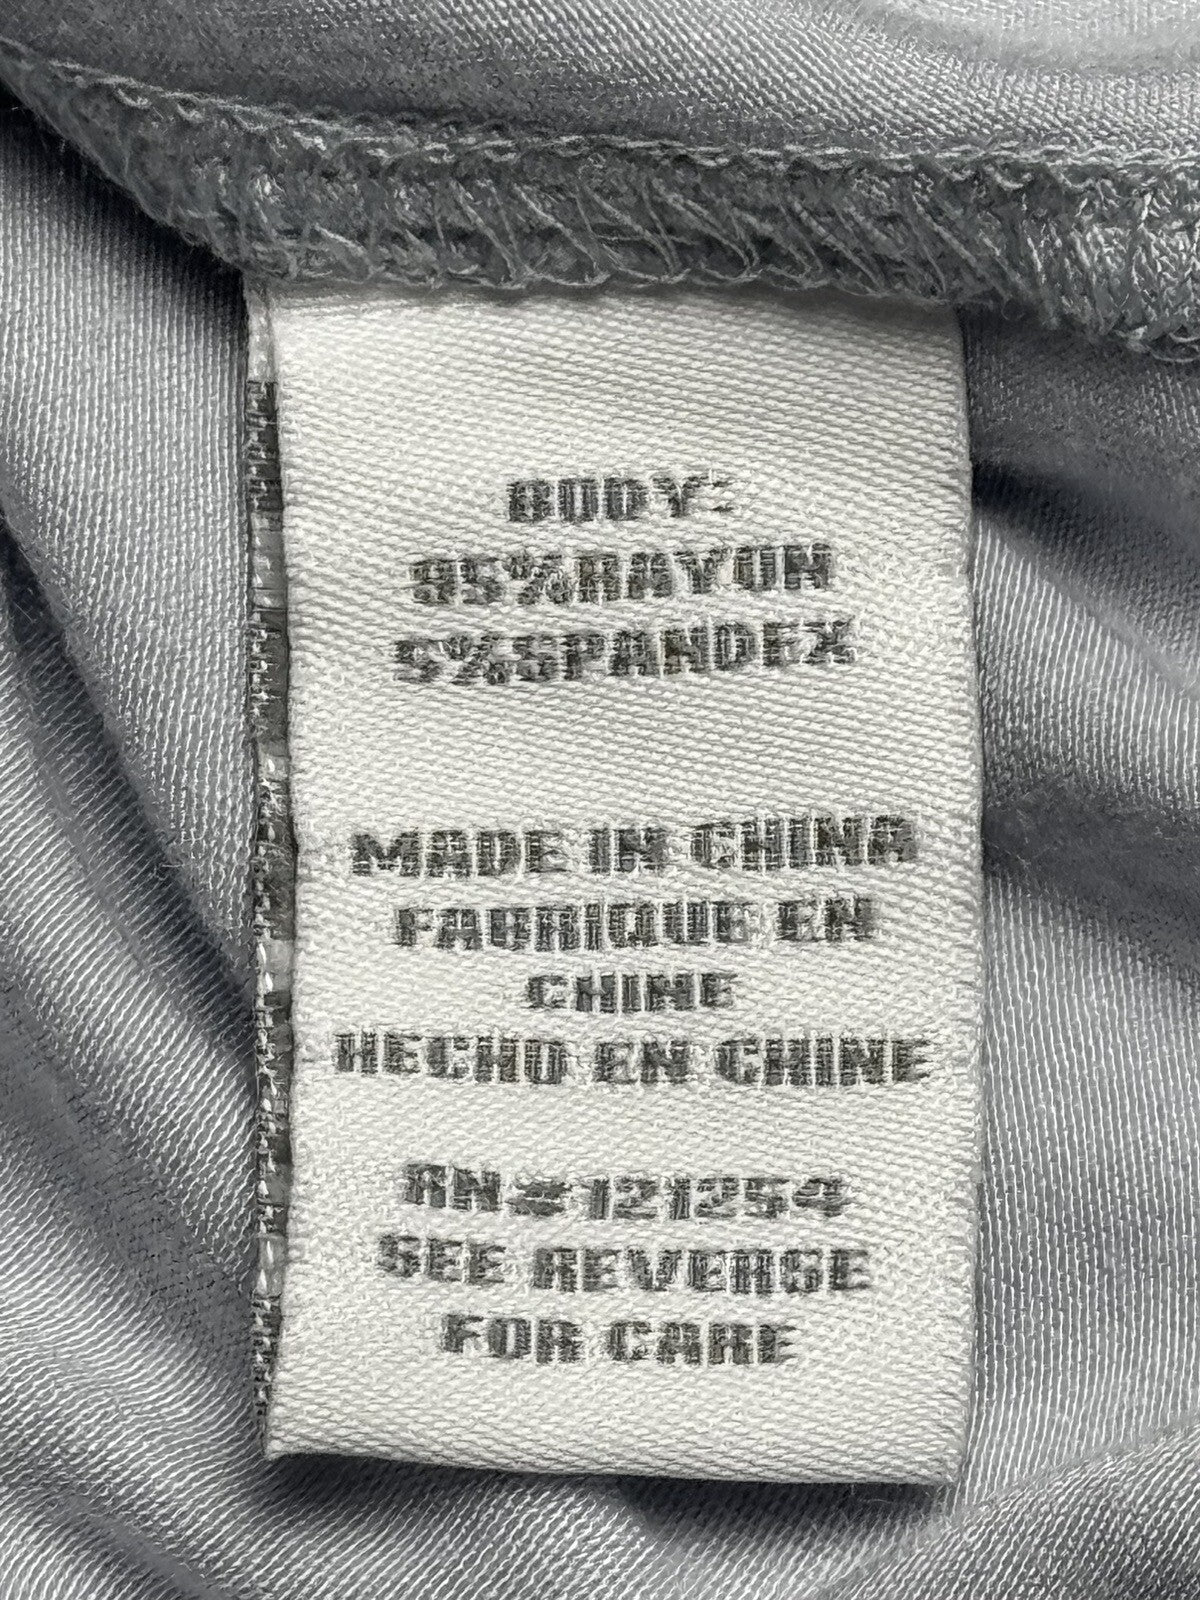 BODY:
95%RAYON
5%SPANDEX
MADE IN CHINA
FABRIQUE EN
CHINE
HECHO EN CHINE
RN#121254
SEE REVERSE
FOR CARE